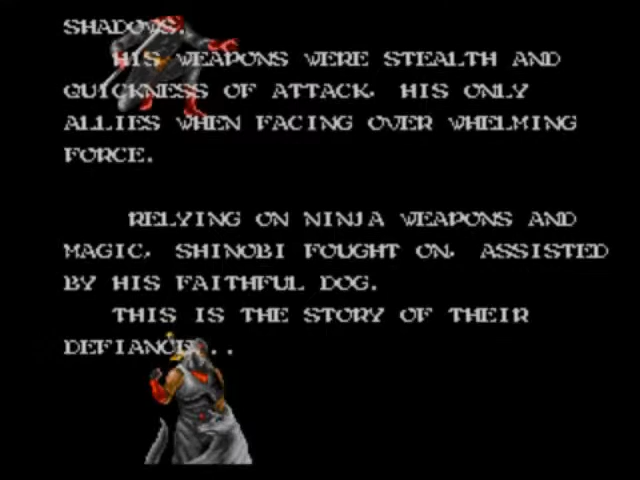 SHADOWS.
HIS WEAPONS WERE STEALTH AND
QUICKNESS OF ATTACK. HIS ONLY
ALLIES WHEN FACING OVER WHELMING
FORCE.
RELYING ON NINJA WEAPONS AND
MAGIC, SHINOBI FOUGHT ON, ASSISTED
BY HIS FAITHFUL DOG.
THIS IS THE STORY OF THEIR
DEFIANCE...